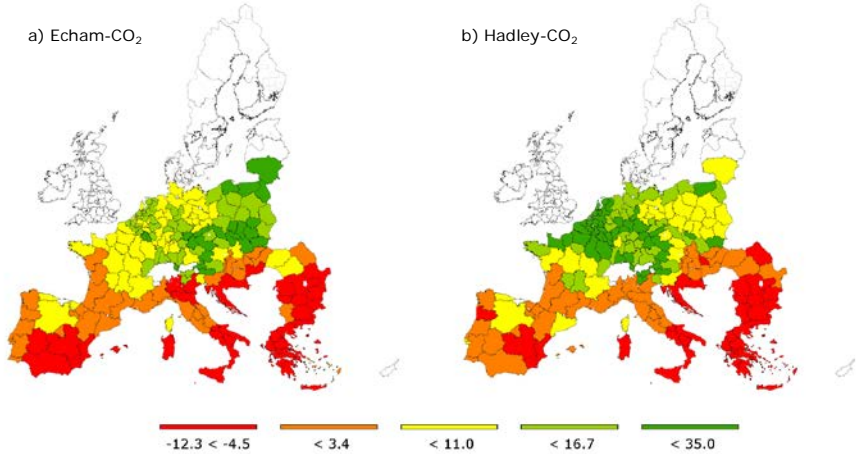 a) Echam-CO₂
b) Hadley-CO₂
-12.3 < -4.5
< 3.4
< 11.0
< 16.7
< 35.0